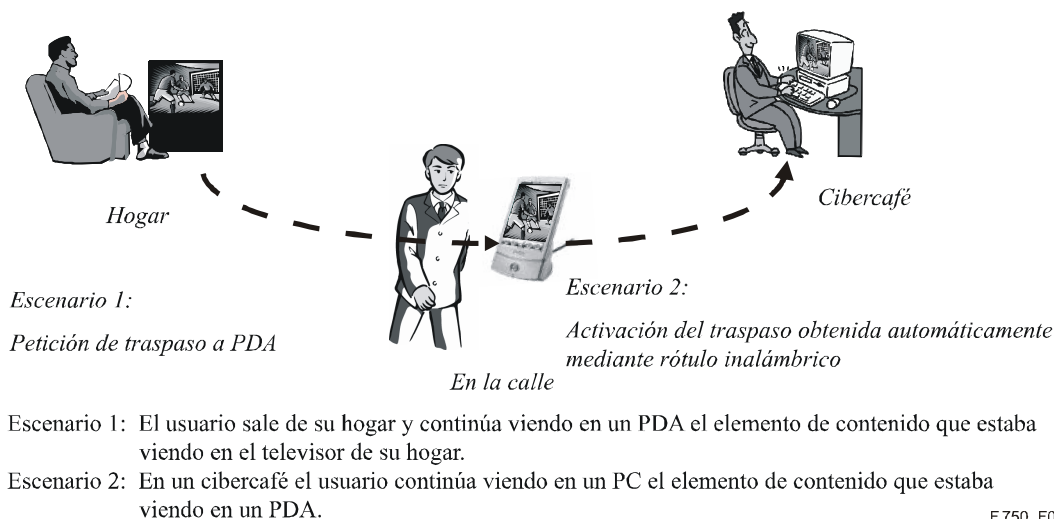 Hogar
Cibercafé
Escenario 1:
Petición de traspaso a PDA
Escenario 2:
Activación del traspaso obtenida automáticamente
mediante rótulo inalámbrico
En la calle
Escenario 1: El usuario sale de su hogar y continúa viendo en un PDA el elemento de contenido que estaba
viendo en el televisor de su hogar.
Escenario 2: En un cibercafé el usuario continúa viendo en un PC el elemento de contenido que estaba
viendo en un PDA.